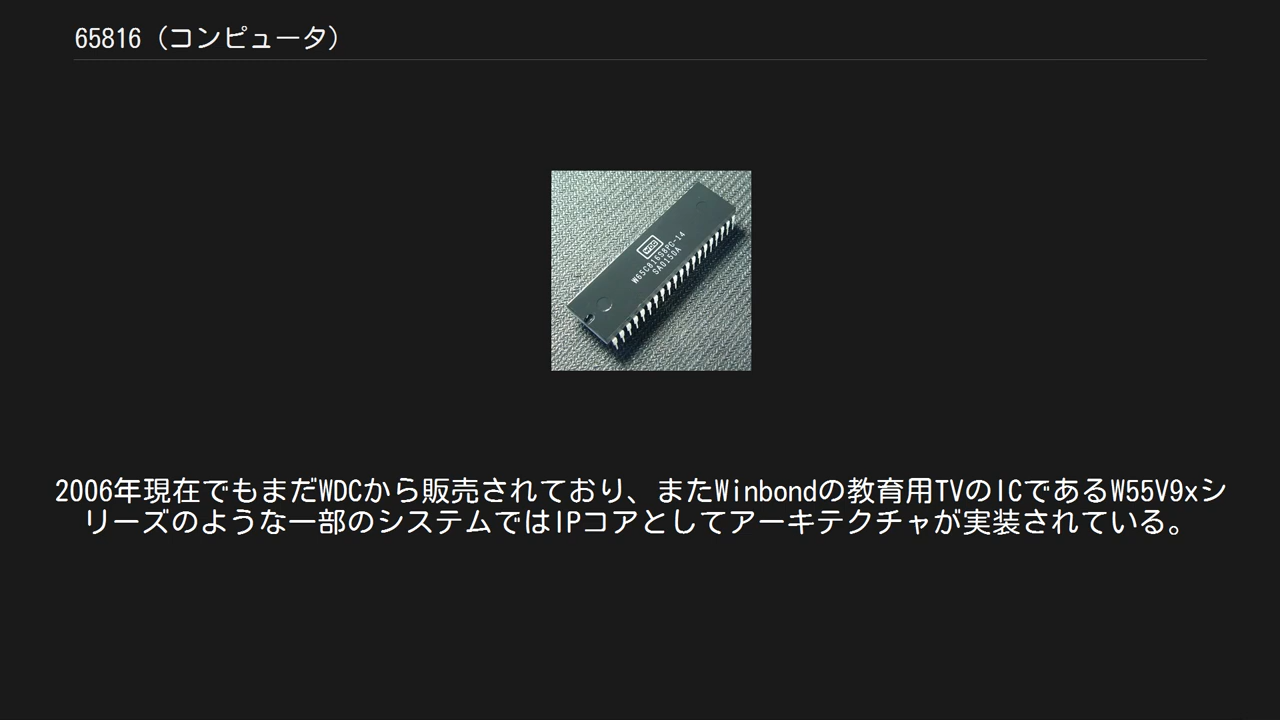 65816（コンピュータ）
WDC
W65C816S8PD-14
SA0150A
2006年現在でもまだWDCから販売されており、またWinbondの教育用TVのICであるW55V9xシ
リーズのような一部のシステムではIPコアとしてアーキテクチャが実装されている。